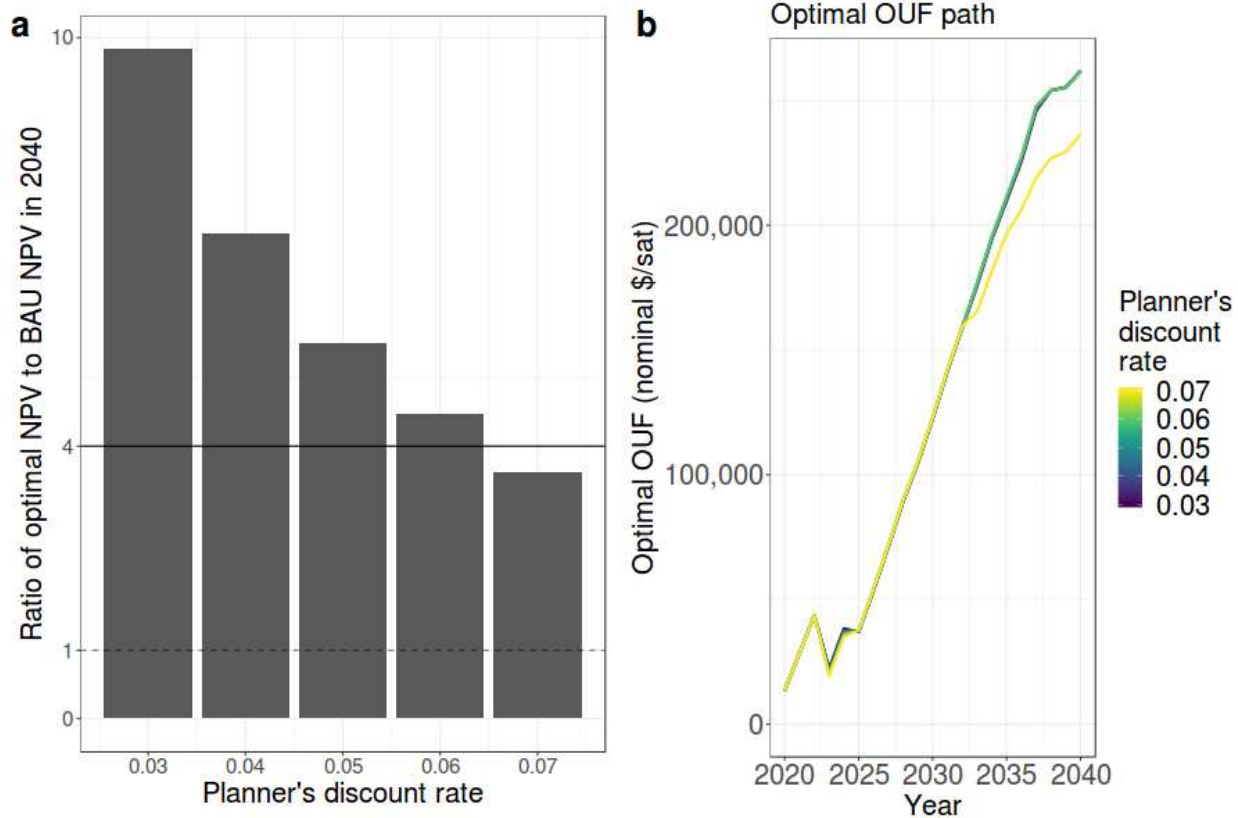 a
Ratio of optimal NPV to BAU NPV in 2040
10
4
1
0
0.03 0.04 0.05 0.06 0.07
Planner's discount rate
b
Optimal OUF path
Optimal OUF (nominal $/sat)
200,000
100,000
0
2020 2025 2030 2035 2040
Year
Planner's
discount
rate
0.07
0.06
0.05
0.04
0.03